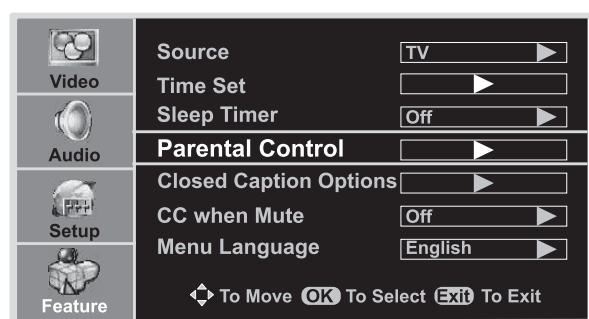 Video
Audio
Setup
Feature
Source TV
Time Set
Sleep Timer Off
Parental Control
Closed Caption Options
CC when Mute Off
Menu Language English
To Move OK To Select Exit To Exit